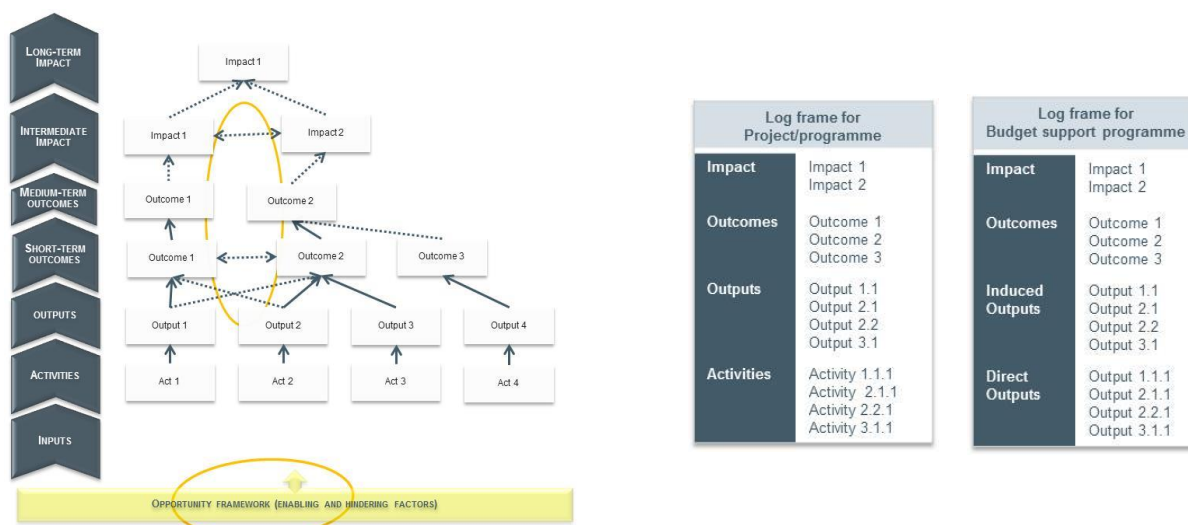 LONG-TERM
IMPACT
Impact 1
INTERMEDIATE
IMPACT
Impact 1
Impact 2
MEDIUM-TERM
OUTCOMES
Outcome 1
Outcome 2
SHORT-TERM
OUTCOMES
Outcome 1
Outcome 2
Outcome 3
OUTPUTS
Output 1
Output 2
Output 3
Output 4
ACTIVITIES
Act 1
Act 2
Act 3
Act 4
INPUTS
OPPORTUNITY FRAMEWORK (ENABLING AND HINDERING FACTORS)
Log frame for
Project/programme
Impact
Impact 1
Impact 2
Outcomes
Outcome 1
Outcome 2
Outcome 3
Outputs
Output 1.1
Output 2.1
Output 2.2
Output 3.1
Activities
Activity 1.1.1
Activity 2.1.1
Activity 2.2.1
Activity 3.1.1
Log frame for
Budget support programme
Impact
Impact 1
Impact 2
Outcomes
Outcome 1
Outcome 2
Outcome 3
Induced
Outputs
Output 1.1
Output 2.1
Output 2.2
Output 3.1
Direct
Outputs
Output 1.1.1
Output 2.1.1
Output 2.2.1
Output 3.1.1